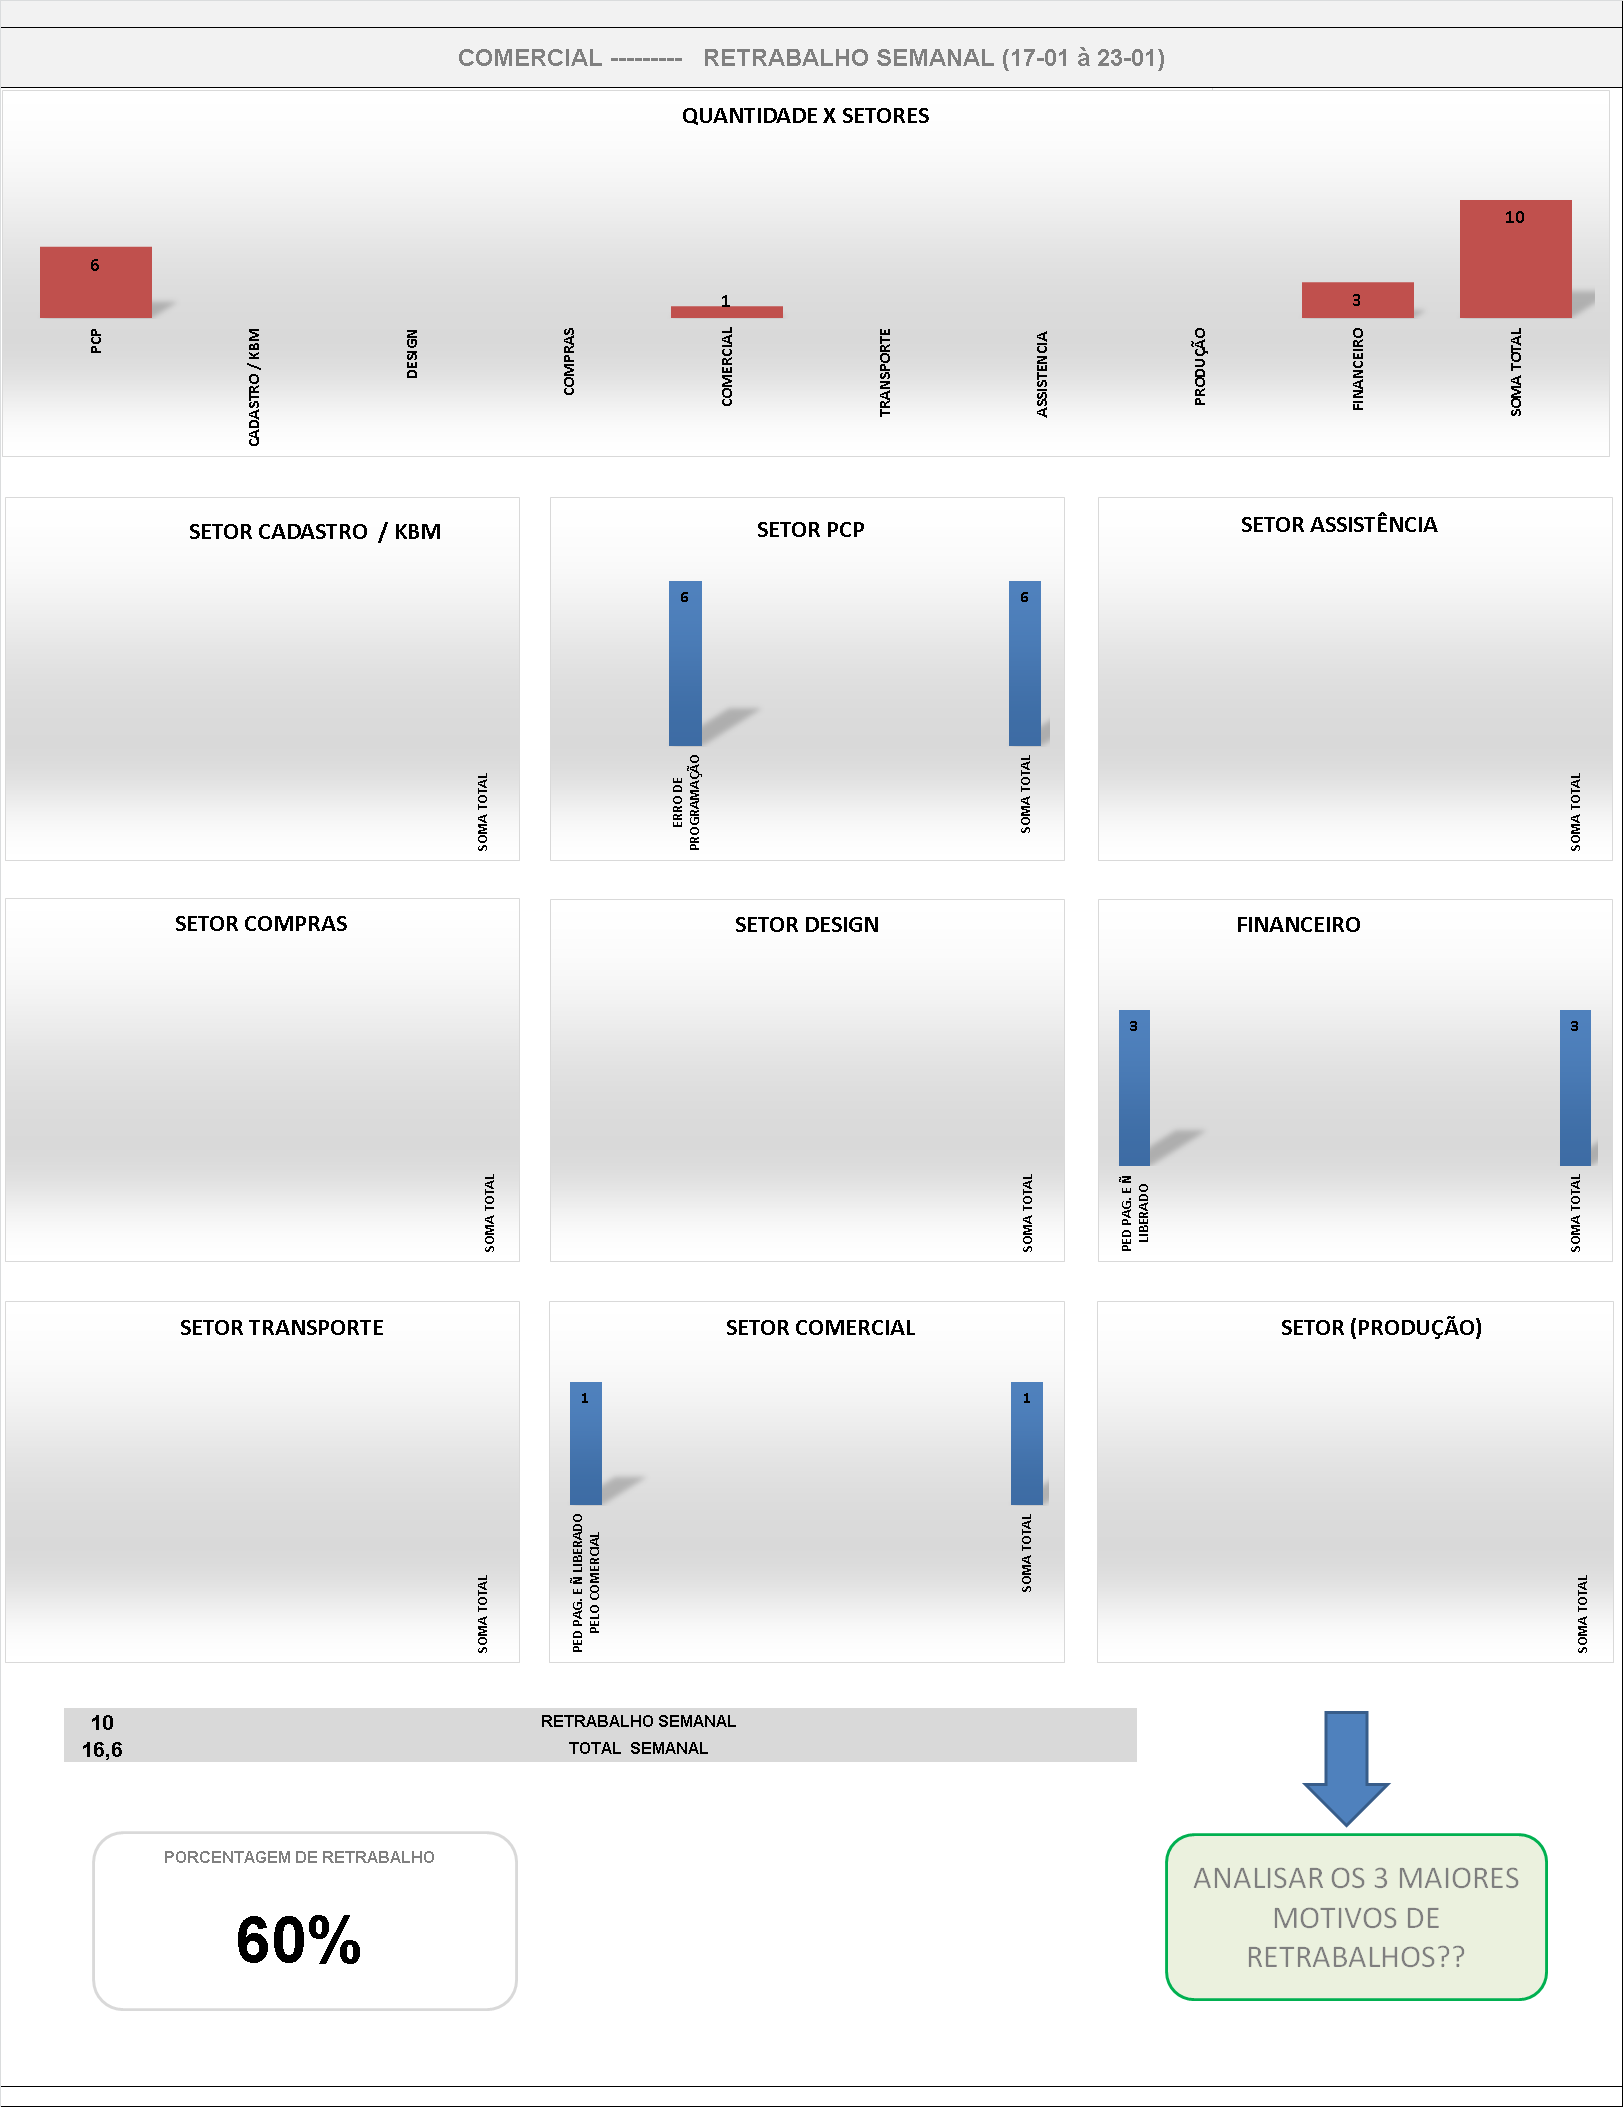 COMERCIAL --------- RETRABALHO SEMANAL (17-01 à 23-01)
QUANTIDADE X SETORES
6
1
3
10
PCP
CADASTRO / KBM
DESIGN
COMPRAS
COMERCIAL
TRANSPORTE
ASSISTENCIA
PRODUÇÃO
FINANCEIRO
SOMA TOTAL
SETOR CADASTRO / KBM
SOMA TOTAL
SETOR PCP
6
6
ERRO DE
PROGRAMAÇÃO
SOMA TOTAL
SETOR ASSISTÊNCIA
SOMA TOTAL
SETOR COMPRAS
SOMA TOTAL
SETOR DESIGN
SOMA TOTAL
FINANCEIRO
3
3
PED PAG. E Ñ
LIBERADO
SOMA TOTAL
SETOR TRANSPORTE
SOMA TOTAL
SETOR COMERCIAL
1
1
PED PAG. E Ñ LIBERADO
PELO COMERCIAL
SOMA TOTAL
SETOR (PRODUÇÃO)
SOMA TOTAL
10 RETRABALHO SEMANAL
16,6 TOTAL SEMANAL
PORCENTAGEM DE RETRABALHO
60%
ANALISAR OS 3 MAIORES
MOTIVOS DE
RETRABALHOS??